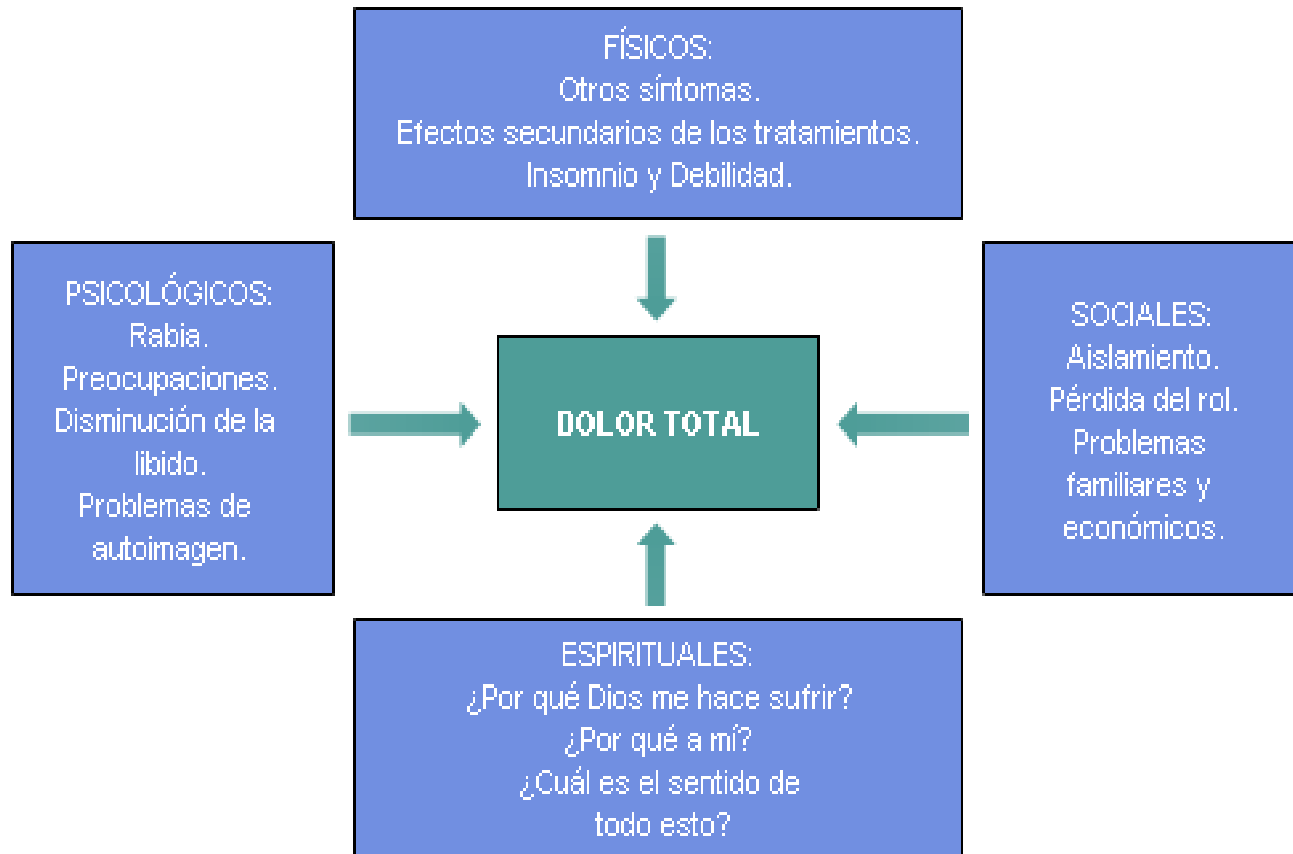 FÍSICOS:
Otros síntomas.
Efectos secundarios de los tratamientos.
Insomnio y Debilidad.
PSICOLÓGICOS:
Rabia.
Preocupaciones.
Disminución de la
libido.
Problemas de
autoimagen.
DOLOR TOTAL
SOCIALES:
Aislamiento.
Pérdida del rol.
Problemas
familiares y
económicos.
ESPIRITUALES:
¿Por qué Dios me hace sufrir?
¿Por qué a mí?
¿Cuál es el sentido de
todo esto?